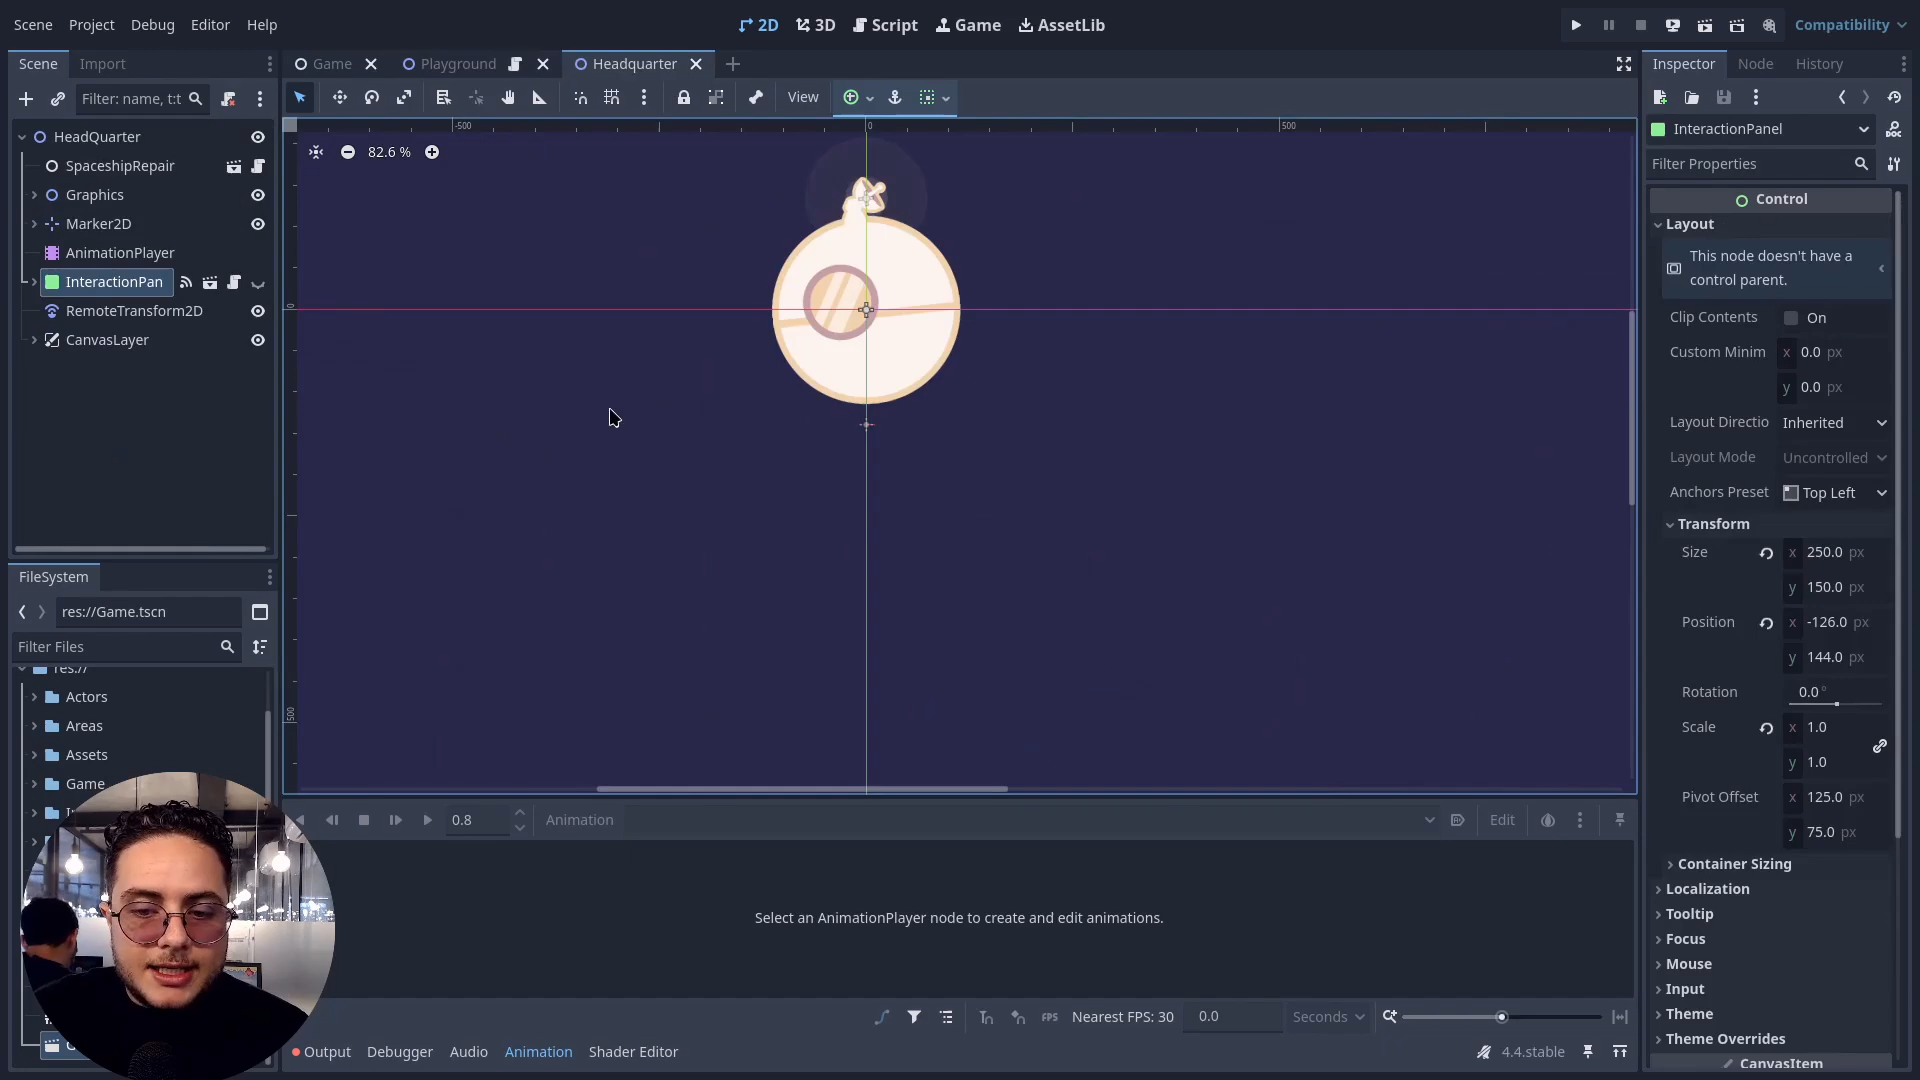 Scene Project Debug Editor Help
2D 3D Script Game AssetLib
Compatibility
Scene Import
Filter: name, t:t
HeadQuarter
SpaceshipRepair
Graphics
Marker2D
AnimationPlayer
InteractionPan
RemoteTransform2D
CanvasLayer
FileSystem
res://Game.tscn
Filter Files
res://
Actors
Areas
Assets
Game
Game Playground Headquarter
View
-500 0 500
82.6 %
0
500
0.8 Animation Edit
Select an AnimationPlayer node to create and edit animations.
FPS Nearest FPS: 30 0.0 Seconds
Output Debugger Audio Animation Shader Editor 4.4.stable
Inspector Node History
InteractionPanel
DOC
Filter Properties
Control
Layout
This node doesn't have a
control parent.
Clip Contents On
Custom Minim x 0.0 px
y 0.0 px
Layout Directio Inherited
Layout Mode Uncontrolled
Anchors Preset Top Left
Transform
Size x 250.0 px
y 150.0 px
Position x -126.0 px
y 144.0 px
Rotation 0.0 °
Scale x 1.0
y 1.0
Pivot Offset x 125.0 px
y 75.0 px
Container Sizing
Localization
Tooltip
Focus
Mouse
Input
Theme
Theme Overrides
CanvasItem